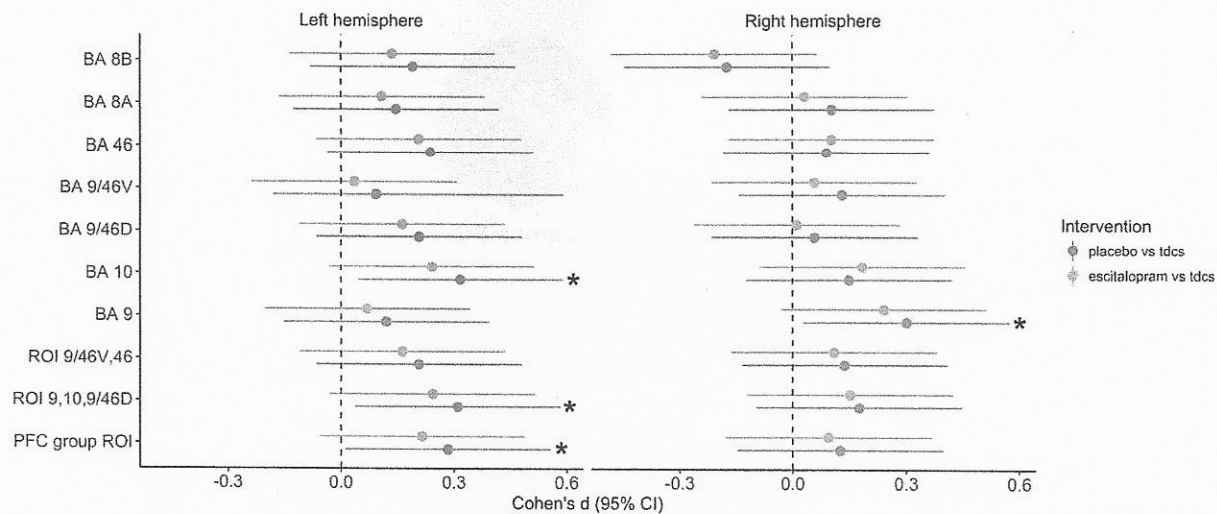 Left hemisphere
Right hemisphere
BA 8B
BA 8A
BA 46
BA 9/46V
BA 9/46D
BA 10
*
BA 9
*
ROI 9/46V,46
ROI 9,10,9/46D
*
PFC group ROI
*
Intervention
placebo vs tdcs
escitalopram vs tdcs
-0.3
0.0
0.3
0.6
-0.3
0.0
0.3
0.6
Cohen's d (95% CI)